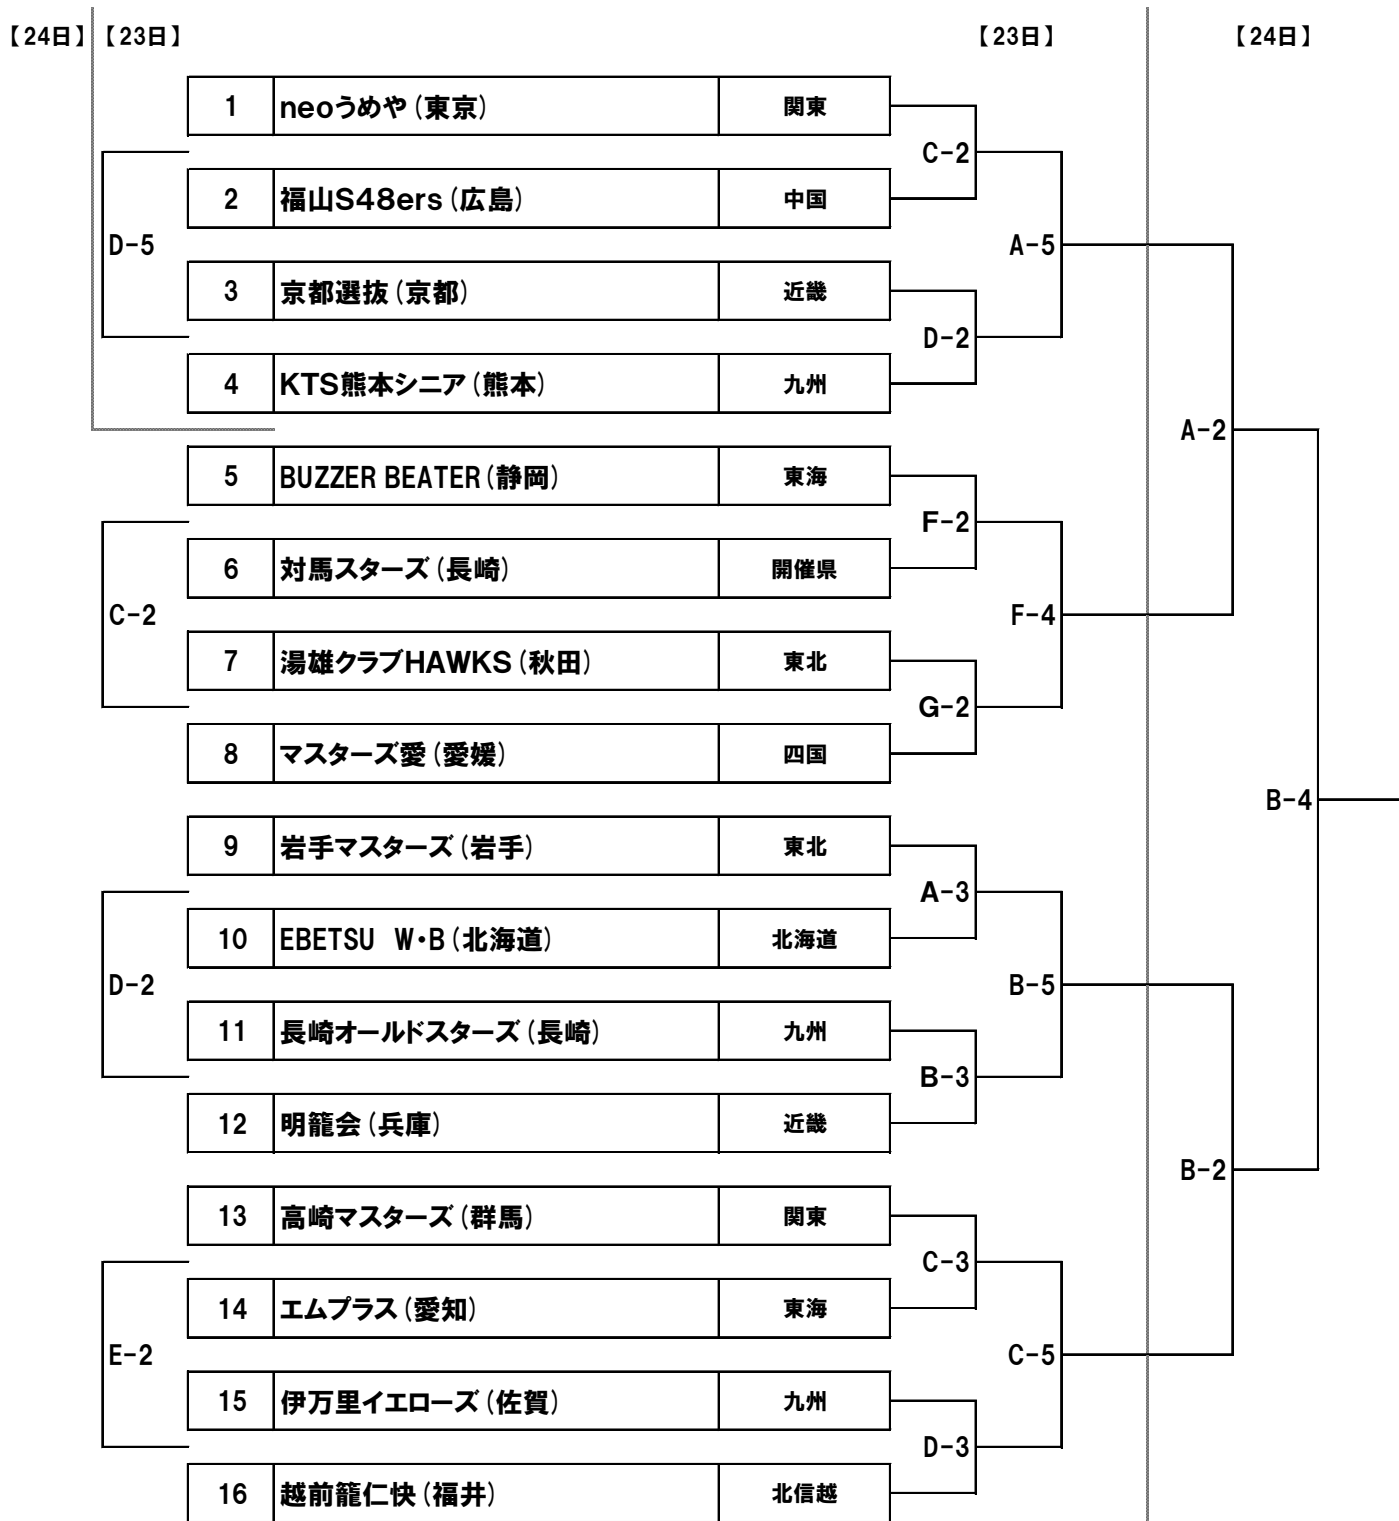 【24日】 【23日】 【23日】 【24日】
1 neoうめや(東京) 関東
C-2
2 福山S48ers(広島) 中国
D-5 A-5
3 京都選抜(京都) 近畿
D-2
4 KTS熊本シニア(熊本) 九州
A-2
5 BUZZER BEATER(静岡) 東海
F-2
6 対馬スターズ(長崎) 開催県
C-2 F-4
7 湯雄クラブHAWKS(秋田) 東北
G-2
8 マスターズ愛(愛媛) 四国
B-4
9 岩手マスターズ(岩手) 東北
A-3
10 EBETSU W・B(北海道) 北海道
D-2 B-5
11 長崎オールドスターズ(長崎) 九州
B-3
12 明籠会(兵庫) 近畿
B-2
13 高崎マスターズ(群馬) 関東
C-3
14 エムプラス(愛知) 東海
E-2 C-5
15 伊万里イエローズ(佐賀) 九州
D-3
16 越前籠仁快(福井) 北信越